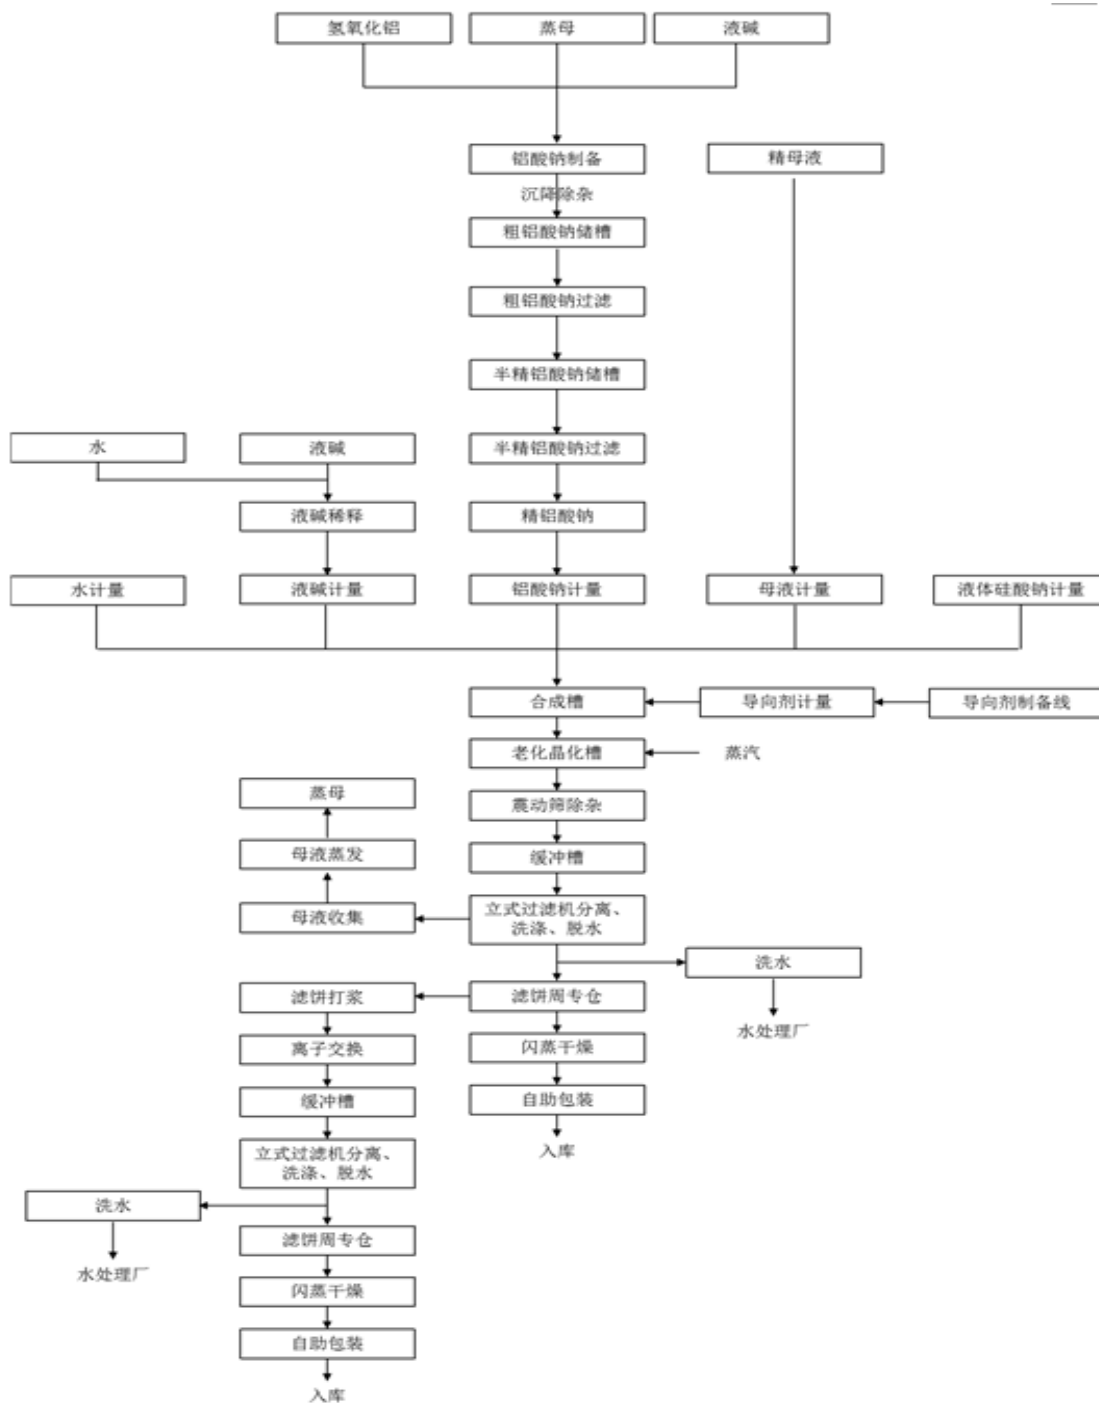 氢氧化铝
蒸母
液碱
铝酸钠制备
精母液
沉降除杂
粗铝酸钠储槽
粗铝酸钠过滤
半精铝酸钠储槽
水
液碱
半精铝酸钠过滤
液碱稀释
精铝酸钠
水计量
液碱计量
铝酸钠计量
母液计量
液体硅酸钠计量
合成槽
导向剂计量
导向剂制备线
老化晶化槽
蒸汽
蒸母
震动筛除杂
母液蒸发
缓冲槽
母液收集
立式过滤机分离、
洗涤、脱水
洗水
滤饼打浆
滤饼周专仓
水处理厂
离子交换
闪蒸干燥
缓冲槽
自助包装
入库
立式过滤机分离、
洗涤、脱水
洗水
滤饼周专仓
水处理厂
闪蒸干燥
自助包装
入库